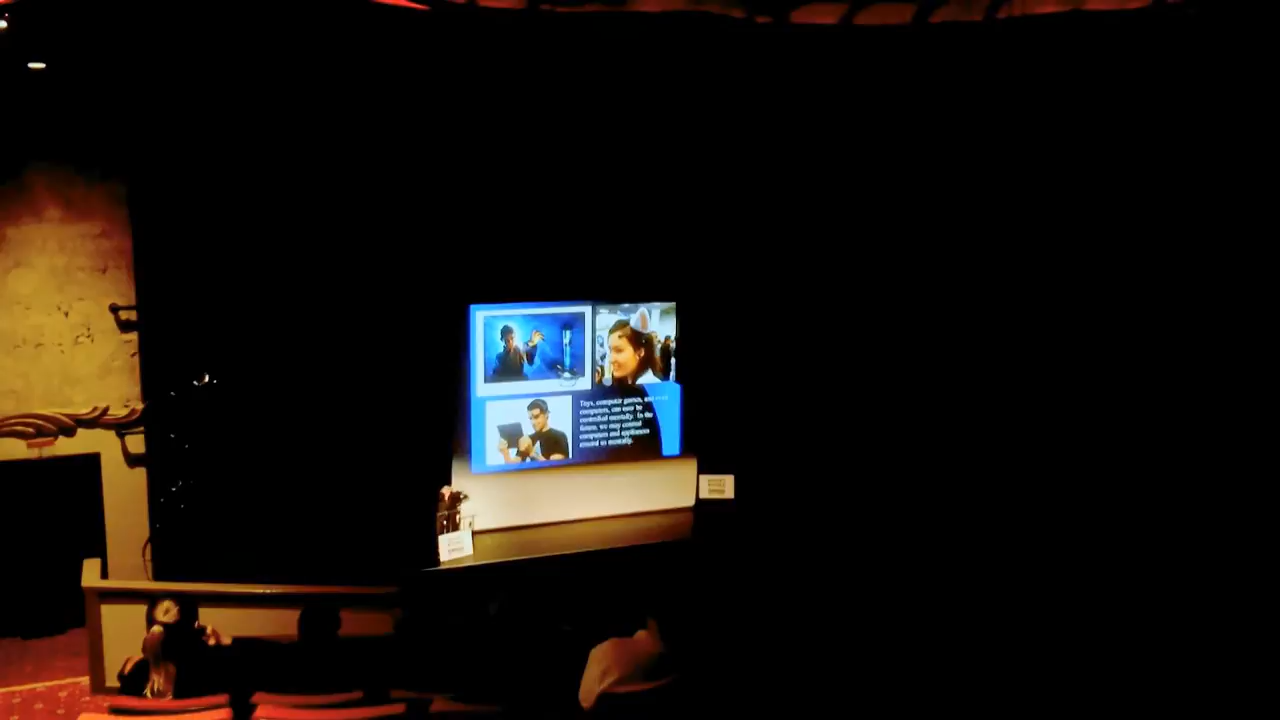 Toys, computer games, and even
computers, can now be
controlled mentally. In the
future, we may control
computers and appliances
around us mentally.